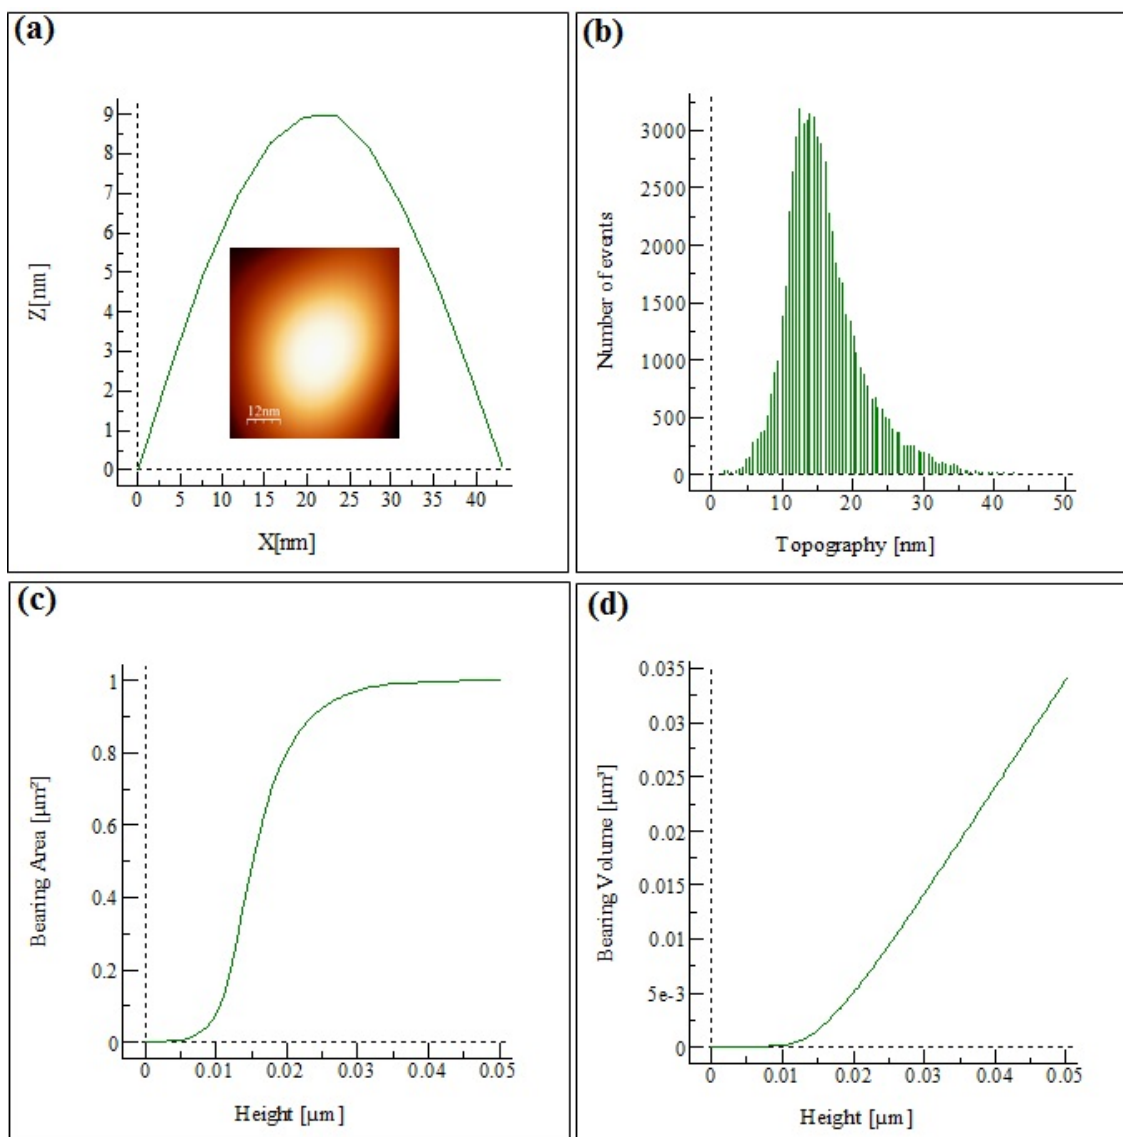 (a)
9
8
7
6
5
4
3
2
1
0
Z[nm]
12nm
0 5 10 15 20 25 30 35 40
X[nm]
(b)
3000
2500
2000
1500
1000
500
0
Number of events
0 10 20 30 40 50
Topography [nm]
(c)
1
0.8
0.6
0.4
0.2
0
Bearing Area [µm²]
0 0.01 0.02 0.03 0.04 0.05
Height [µm]
(d)
0.035
0.03
0.025
0.02
0.015
0.01
5e-3
0
Bearing Volume [µm³]
0 0.01 0.02 0.03 0.04 0.05
Height [µm]